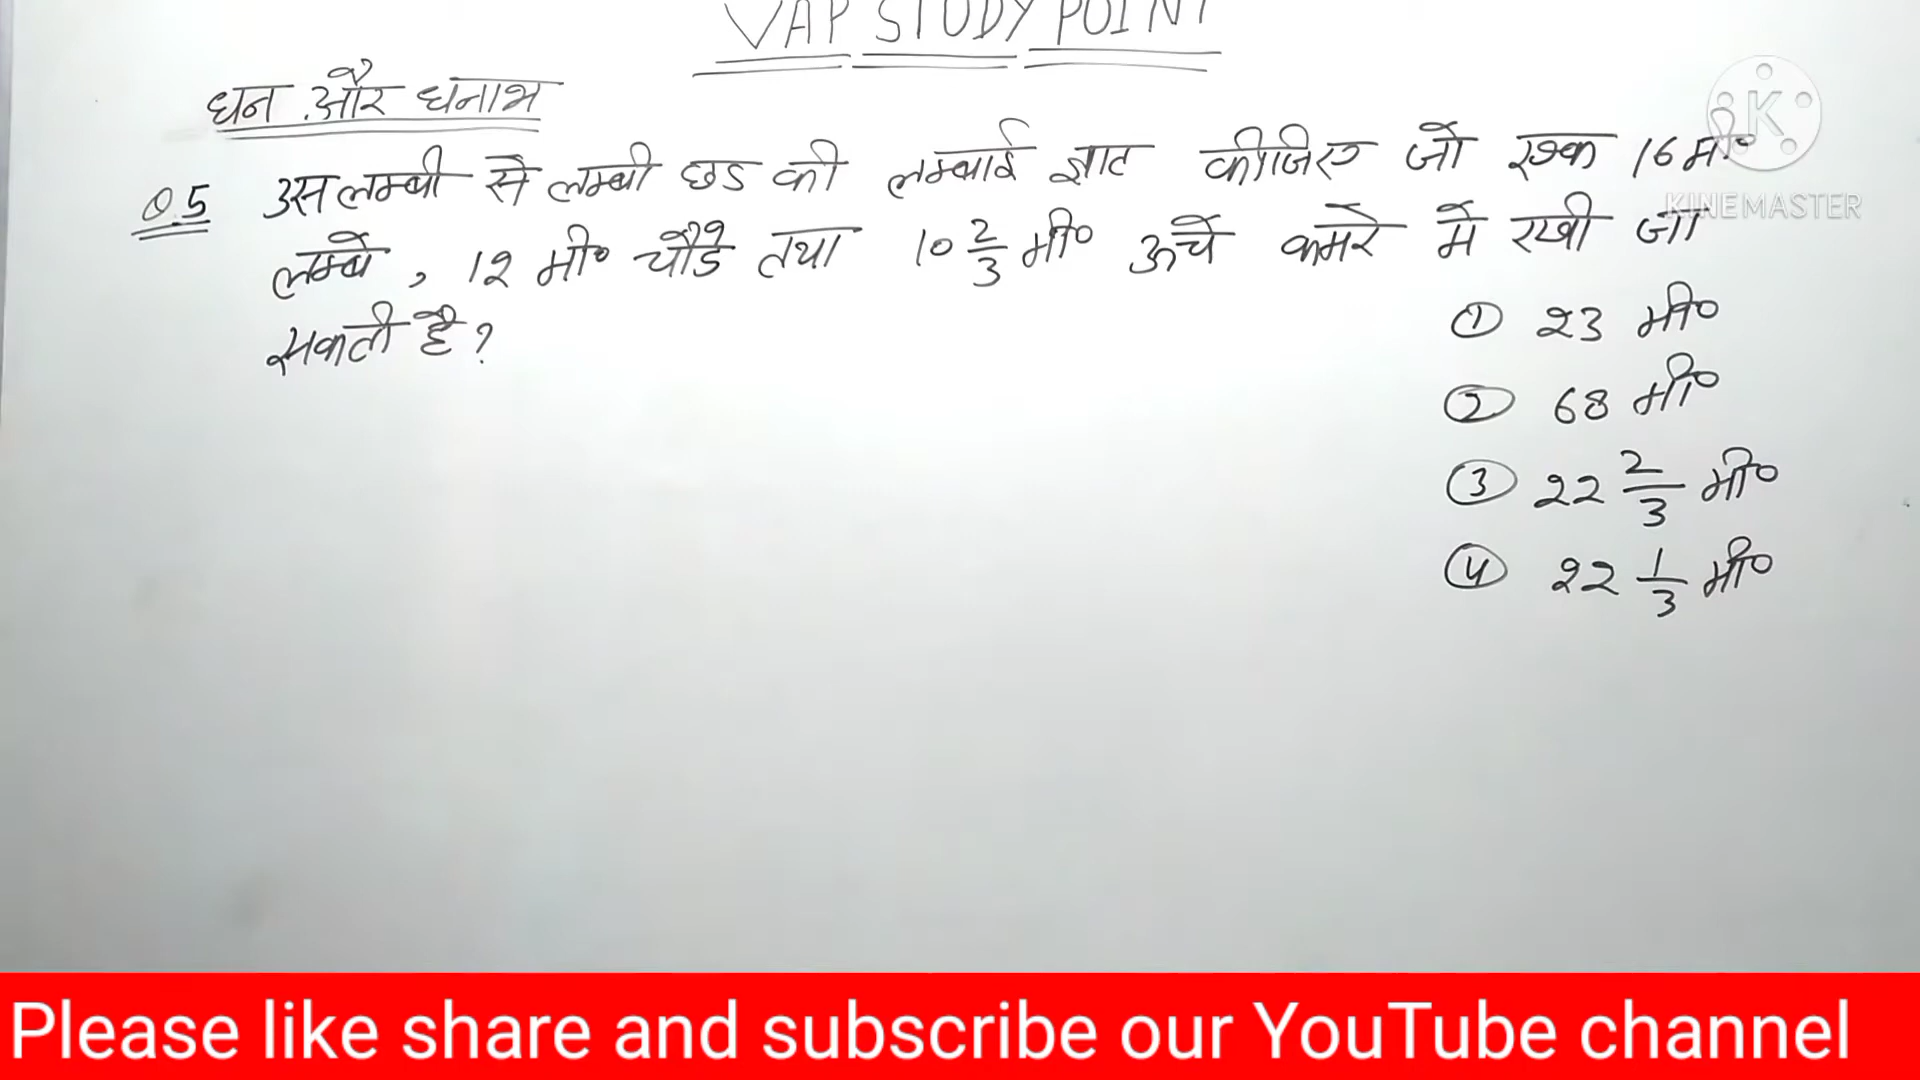 VAP STUDY POINT
घन और घनाभ
Q.5 उस लम्बी से लम्बी छड की लम्बाई ज्ञाट कीजिए जो एक 16 मी०
लम्बे, 12 मी० चौडे तथा 10 2/3 मी० ऊचे कमरे मे रखी जा
सकती है?
① 23 मी०
② 68 मी०
③ 22 2/3 मी०
④ 22 1/3 मी०
K
KINEMASTER
Please like share and subscribe our YouTube channel